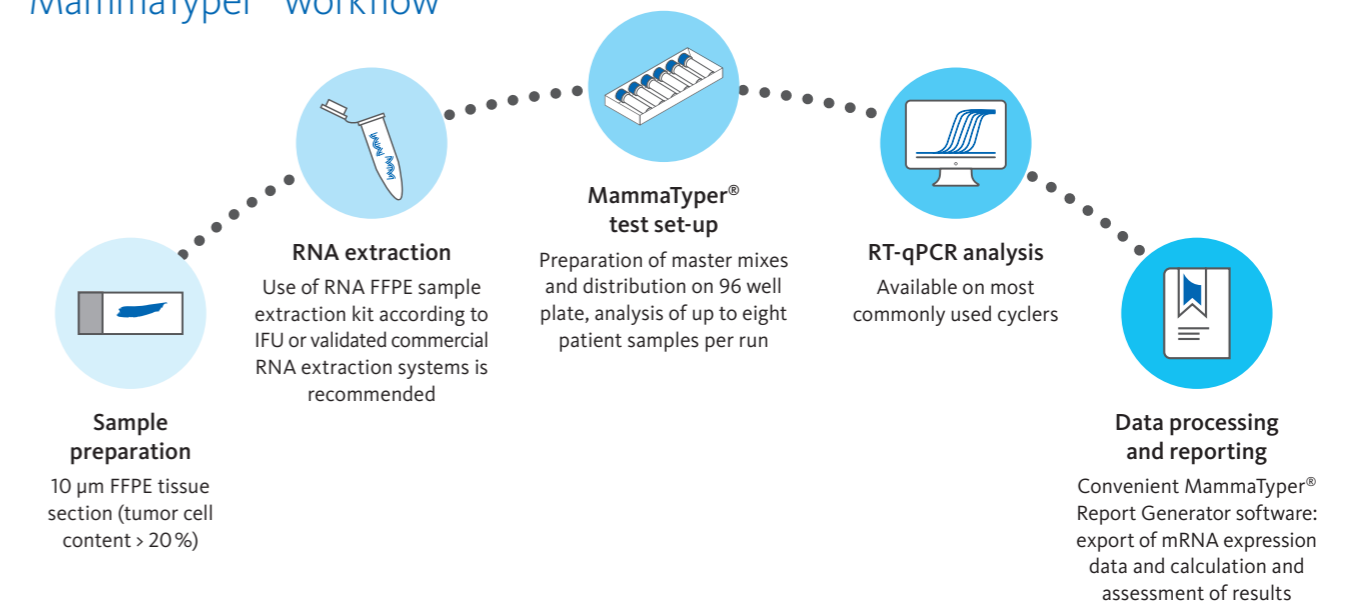 MammaTyper® workflow
Sample
preparation
10 µm FFPE tissue
section (tumor cell
content > 20 %)
RNA extraction
Use of RNA FFPE sample
extraction kit according to
IFU or validated commercial
RNA extraction systems is
recommended
MammaTyper®
test set-up
Preparation of master mixes
and distribution on 96 well
plate, analysis of up to eight
patient samples per run
RT-qPCR analysis
Available on most
commonly used cyclers
Data processing
and reporting
Convenient MammaTyper®
Report Generator software:
export of mRNA expression
data and calculation and
assessment of results